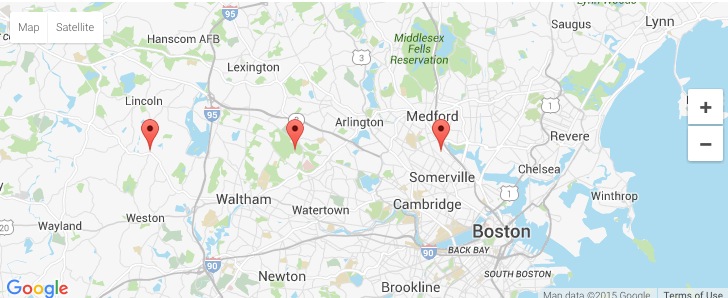 Map Satellite
Hanscom AFB
95
Saugus
Lynn Woods
Lynn
Lexington
3
Middlesex
Fells
Reservation
Lincoln
95
2
Arlington
Medford
1
Revere
+
−
Somerville
Chelsea
Waltham
Weston
Watertown
Cambridge
1
Winthrop
20
Wayland
Boston
90
BACK BAY
90
Newton
Brookline
SOUTH BOSTON
Google
Map data ©2015 Google
Terms of Use